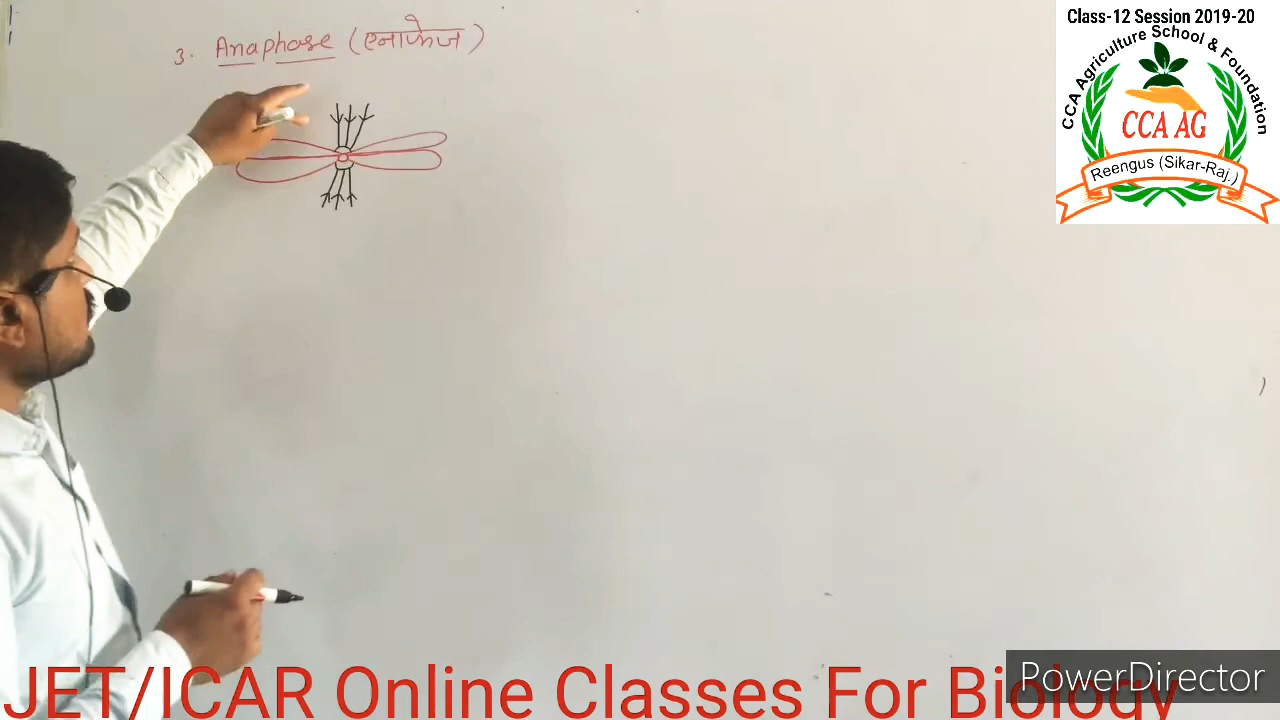 3. Anaphase (एनाफेज)
Class-12 Session 2019-20
CCA Agriculture School & Foundation
CCA AG
Reengus (Sikar-Raj.)
JET/ICAR Online Classes For Biology
PowerDirector